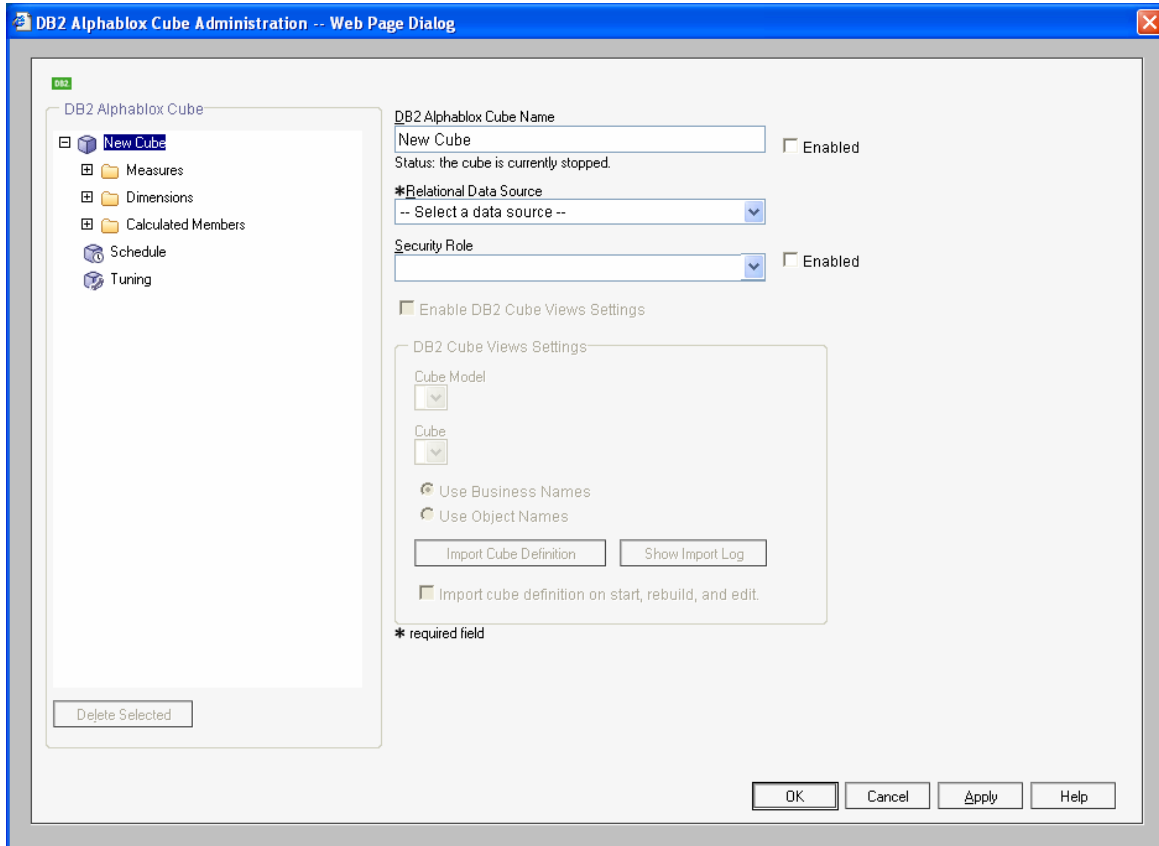 DB2 Alphablox Cube Administration -- Web Page Dialog
DB2
DB2 Alphablox Cube
New Cube
Measures
Dimensions
Calculated Members
Schedule
Tuning
Delete Selected
DB2 Alphablox Cube Name
New Cube
Enabled
Status: the cube is currently stopped.
*Relational Data Source
-- Select a data source --
Security Role
Enabled
Enable DB2 Cube Views Settings
DB2 Cube Views Settings
Cube Model
Cube
Use Business Names
Use Object Names
Import Cube Definition Show Import Log
Import cube definition on start, rebuild, and edit.
* required field
OK Cancel Apply Help